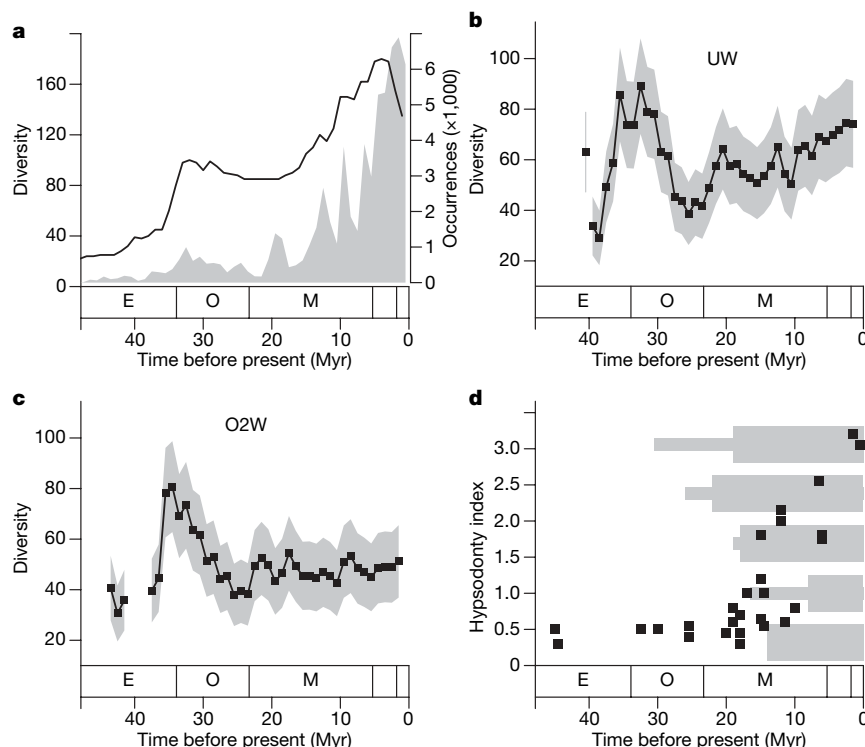 a
160
120
80
40
0
Diversity
6
5
4
3
2
1
0
Occurrences (×1,000)
E O M
40 30 20 10 0
Time before present (Myr)
b
UW
100
80
60
40
20
Diversity
E O M
40 30 20 10 0
Time before present (Myr)
c
O2W
100
80
60
40
20
Diversity
E O M
40 30 20 10 0
Time before present (Myr)
d
3.0
2.5
2.0
1.5
1.0
0.5
0
Hypsodonty index
E O M
40 30 20 10 0
Time before present (Myr)